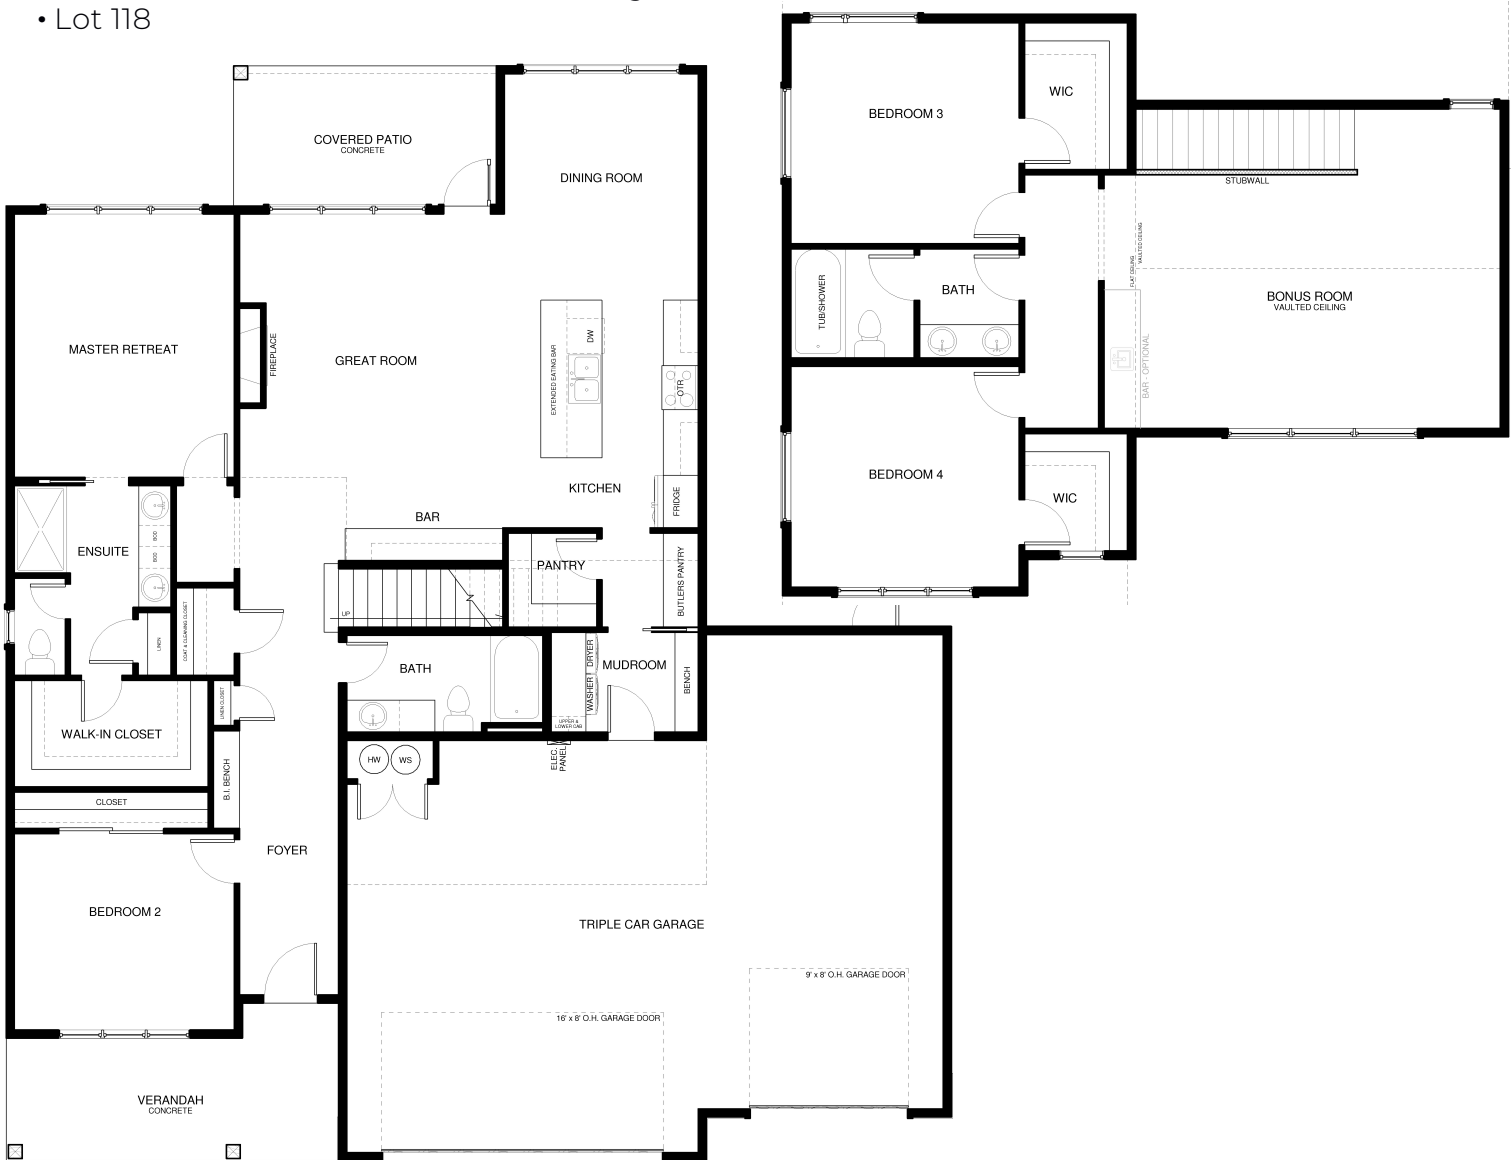 • Lot 118
COVERED PATIO
CONCRETE
DINING ROOM
MASTER RETREAT
FIREPLACE
GREAT ROOM
EXTENDED EATING BAR
DW
OTR
KITCHEN
FRIDGE
BAR
ENSUITE
BOD
BOD
PANTRY
BUTLERS PANTRY
UP
COAT & CLEANING CLOSET
LINEN
BATH
WASHER
DRYER
MUDROOM
BENCH
UPPER &
LOWER CAB
LINEN CLOSET
WALK-IN CLOSET
B.I. BENCH
HW
WS
ELEC.
PANEL
CLOSET
FOYER
BEDROOM 2
TRIPLE CAR GARAGE
9' x 8' O.H. GARAGE DOOR
16' x 8' O.H. GARAGE DOOR
VERANDAH
CONCRETE
BEDROOM 3
WIC
STUBWALL
FLAT CEILING
VAULTED CEILING
TUB/SHOWER
BATH
BONUS ROOM
VAULTED CEILING
BAR - OPTIONAL
BEDROOM 4
WIC